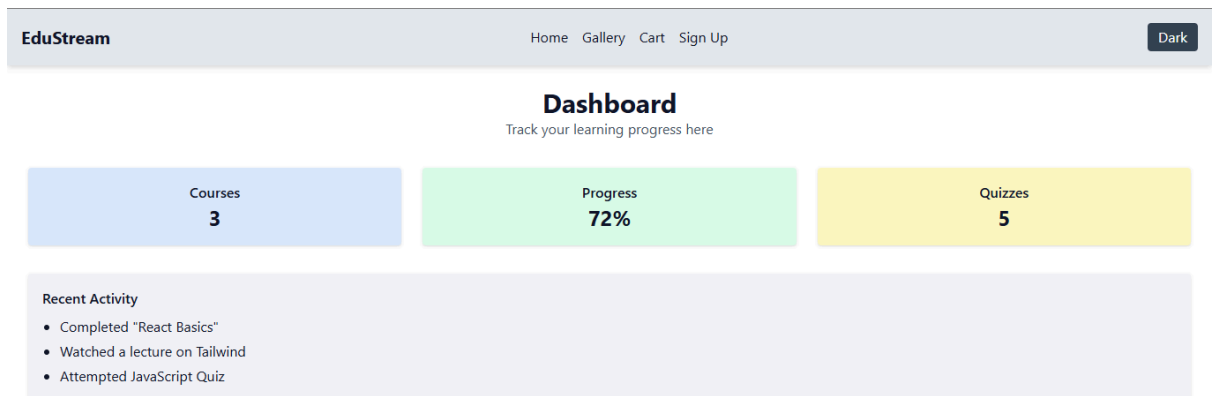 EduStream
Home Gallery Cart Sign Up
Dark
Dashboard
Track your learning progress here
Courses
3
Progress
72%
Quizzes
5
Recent Activity
• Completed "React Basics"
• Watched a lecture on Tailwind
• Attempted JavaScript Quiz